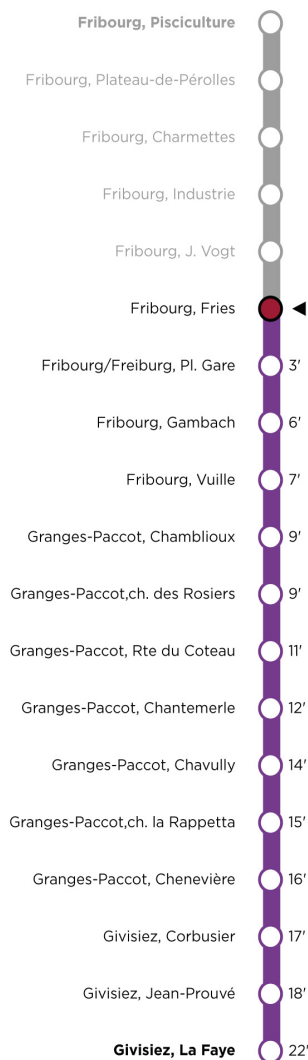 Fribourg, Pisciculture
Fribourg, Plateau-de-Pérolles
Fribourg, Charmettes
Fribourg, Industrie
Fribourg, J. Vogt
Fribourg, Fries
Fribourg/Freiburg, Pl. Gare 3'
Fribourg, Gambach 6'
Fribourg, Vuille 7'
Granges-Paccot, Chamblioux 9'
Granges-Paccot,ch. des Rosiers 9'
Granges-Paccot, Rte du Coteau 11'
Granges-Paccot, Chantemerle 12'
Granges-Paccot, Chavully 14'
Granges-Paccot,ch. la Rappetta 15'
Granges-Paccot, Chenevière 16'
Givisiez, Corbusier 17'
Givisiez, Jean-Prouvé 18'
Givisiez, La Faye 22'